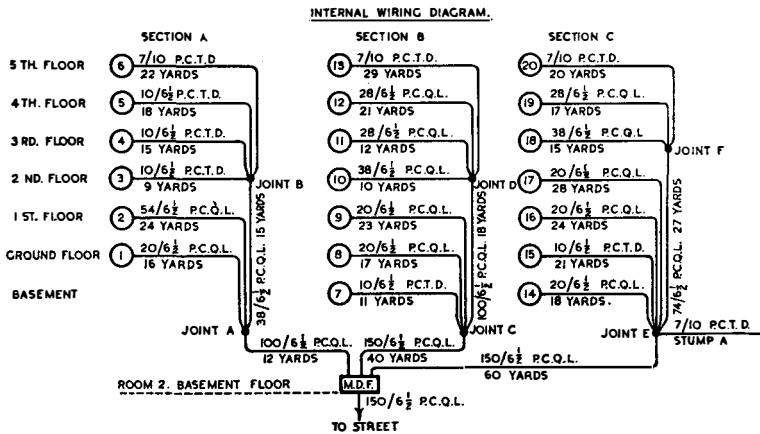 INTERNAL WIRING DIAGRAM.
SECTION A
SECTION B
SECTION C
5 TH. FLOOR
6
7/10 P.C.T.D
22 YARDS
13
7/10 P.C.T.D.
29 YARDS
20
7/10 P.C.T.D.
20 YARDS
4TH. FLOOR
5
10/6½ P.C.T.D.
18 YARDS
12
28/6½ P.C.Q.L.
21 YARDS
19
28/6½ P.C.Q.L.
17 YARDS
3 RD. FLOOR
4
10/6½ P.C.T.D.
15 YARDS
11
28/6½ P.C.Q.L.
12 YARDS
18
38/6½ P.C.Q.L
15 YARDS
JOINT F
2 ND. FLOOR
3
10/6½ P.C.T.D.
9 YARDS
JOINT B
10
38/6½ P.C.Q.L.
10 YARDS
JOINT D
17
20/6½ P.C.Q.L.
28 YARDS
1 ST. FLOOR
2
54/6½ P.C.Q.L.
24 YARDS
9
20/6½ P.C.Q.L.
23 YARDS
16
20/6½ P.C.Q.L.
24 YARDS
GROUND FLOOR
1
20/6½ P.C.Q.L.
16 YARDS
8
20/6½ P.C.Q.L.
17 YARDS
15
10/6½ P.C.T.D.
21 YARDS
BASEMENT
7
10/6½ P.C.T.D.
11 YARDS
14
20/6½ P.C.Q.L.
18 YARDS.
38/6½ P.C.Q.L. 15 YARDS
100/6½ P.C.Q.L. 18 YARDS
74/6½ P.C.Q.L. 27 YARDS
JOINT A
JOINT C
JOINT E
7/10 P.C.T.D.
STUMP A
100/6½ P.C.Q.L.
12 YARDS
150/6½ P.C.Q.L.
40 YARDS
150/6½ P.C.Q.L.
60 YARDS
ROOM 2. BASEMENT FLOOR
M.D.F.
150/6½ P.C.Q.L.
TO STREET